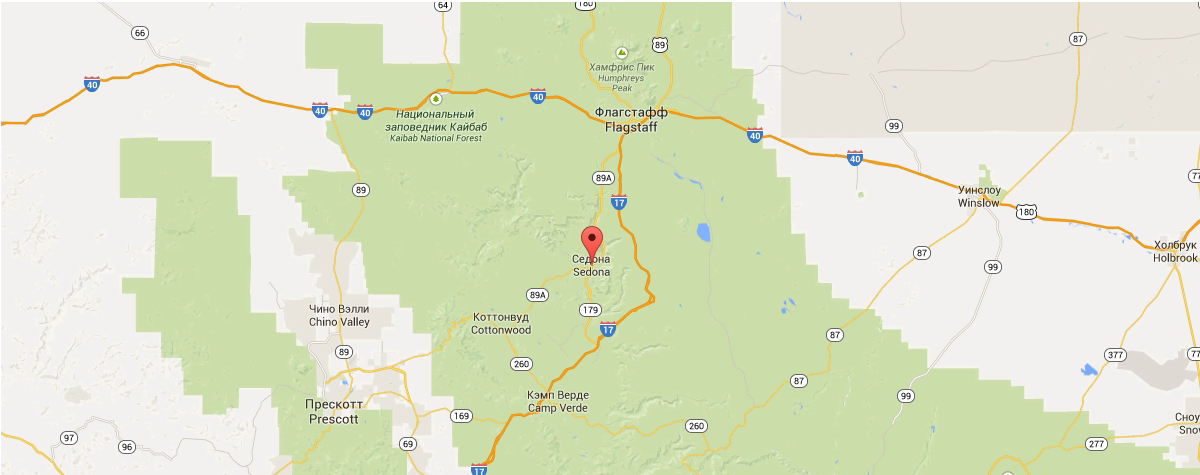 64
180
66
89
87
Хамфрис Пик
Humphreys
Peak
40
40
40
40
Национальный
заповедник Кайбаб
Kaibab National Forest
Флагстафф
Flagstaff
99
40
40
89A
77
89
17
Уинслоу
Winslow
180
Седона
Sedona
87
99
Холбрук
Holbrook
89A
179
Чино Вэлли
Chino Valley
Коттонвуд
Cottonwood
17
87
89
260
377
77
87
Кэмп Верде
Camp Verde
99
Прескотт
Prescott
169
260
Сноу
Snow
97
96
69
277
17